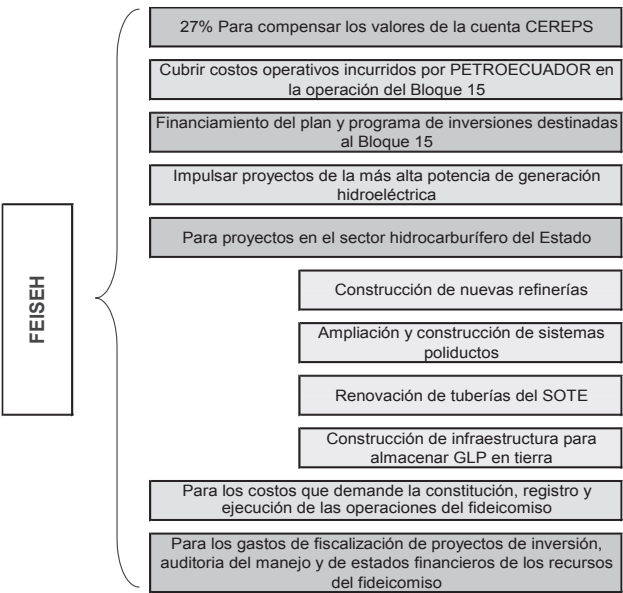 27% Para compensar los valores de la cuenta CEREPS
Cubrir costos operativos incurridos por PETROECUADOR en
la operación del Bloque 15
Financiamiento del plan y programa de inversiones destinadas
al Bloque 15
Impulsar proyectos de la más alta potencia de generación
hidroeléctrica
Para proyectos en el sector hidrocarburífero del Estado
FEISEH
Construcción de nuevas refinerías
Ampliación y construcción de sistemas
poliductos
Renovación de tuberías del SOTE
Construcción de infraestructura para
almacenar GLP en tierra
Para los costos que demande la constitución, registro y
ejecución de las operaciones del fideicomiso
Para los gastos de fiscalización de proyectos de inversión,
auditoria del manejo y de estados financieros de los recursos
del fideicomiso